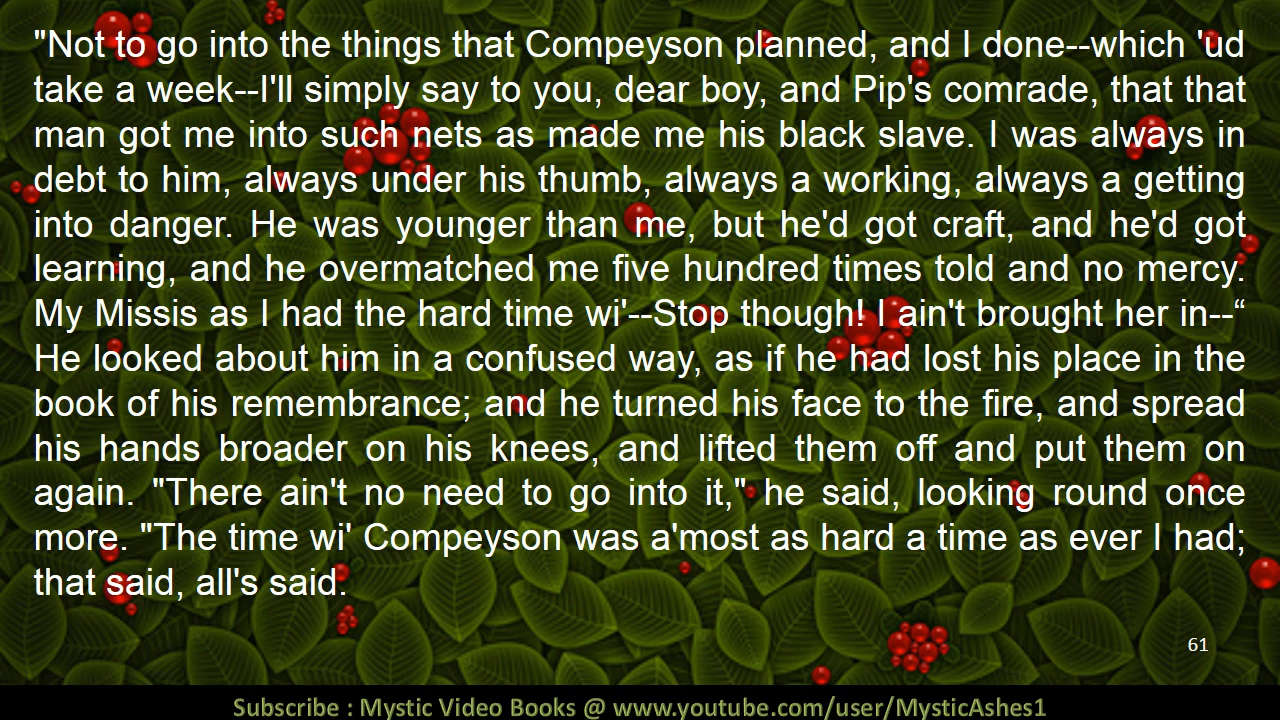 "Not to go into the things that Compeyson planned, and I done--which 'ud
take a week--I'll simply say to you, dear boy, and Pip's comrade, that that
man got me into such nets as made me his black slave. I was always in
debt to him, always under his thumb, always a working, always a getting
into danger. He was younger than me, but he'd got craft, and he'd got
learning, and he overmatched me five hundred times told and no mercy.
My Missis as I had the hard time wi'--Stop though! I ain't brought her in--“
He looked about him in a confused way, as if he had lost his place in the
book of his remembrance; and he turned his face to the fire, and spread
his hands broader on his knees, and lifted them off and put them on
again. "There ain't no need to go into it," he said, looking round once
more. "The time wi' Compeyson was a'most as hard a time as ever I had;
that said, all's said.
61
Subscribe : Mystic Video Books @ www.youtube.com/user/MysticAshes1